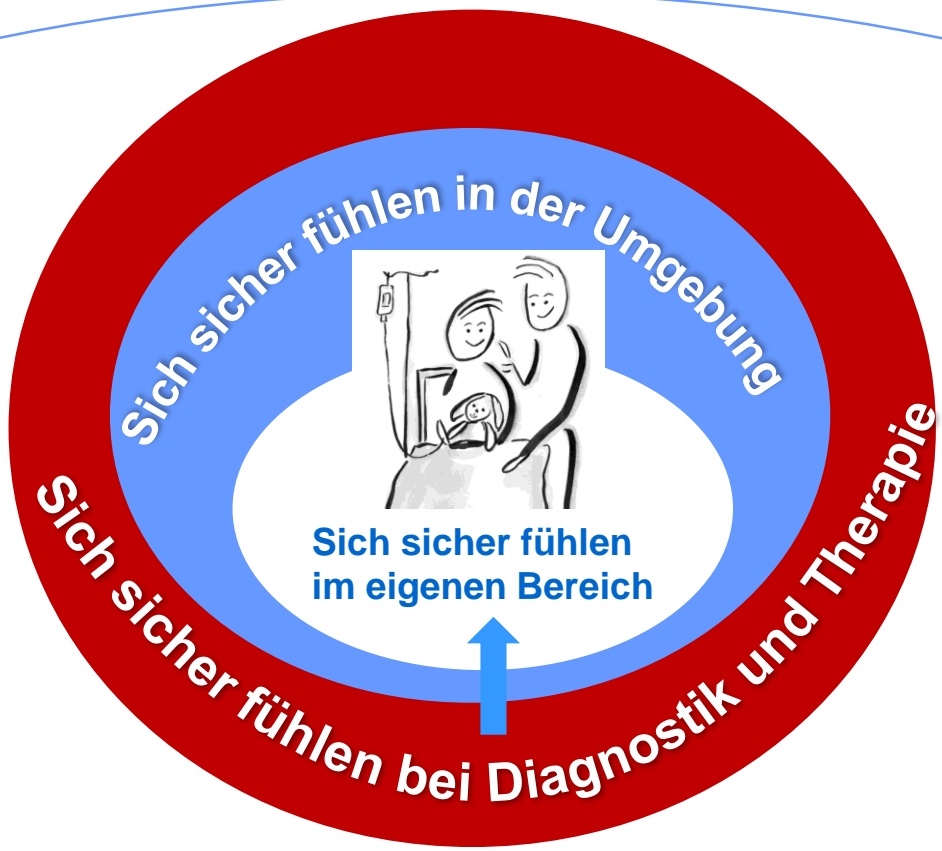 Sich sicher fühlen in der Umgebung
Sich sicher fühlen
im eigenen Bereich
Sich sicher fühlen bei Diagnostik und Therapie